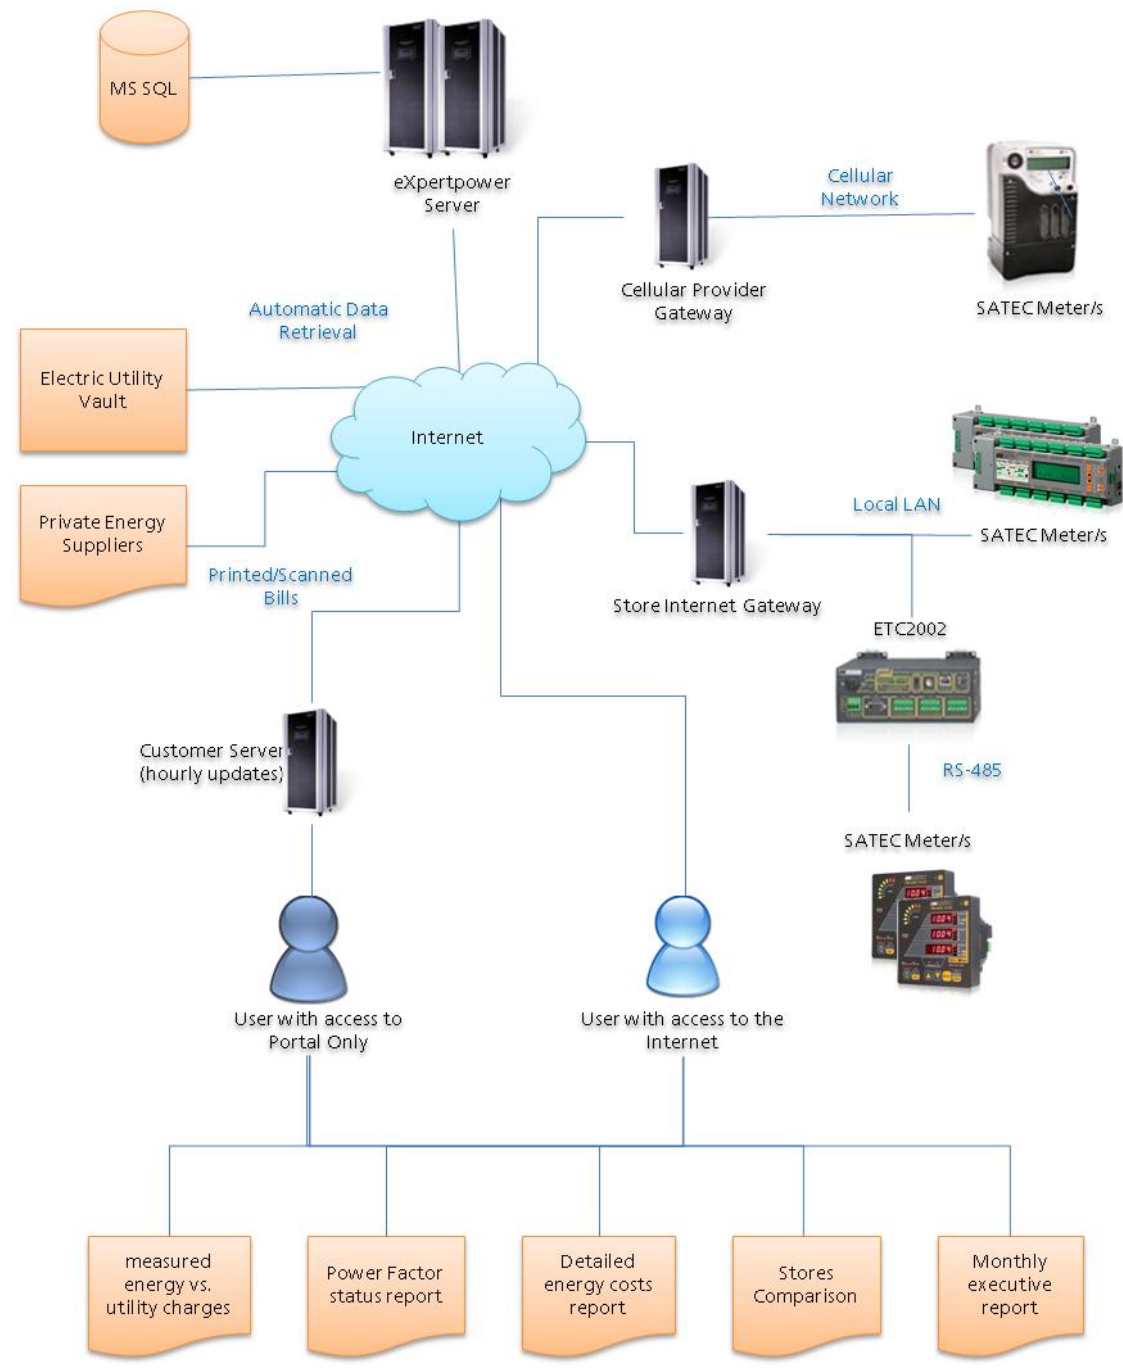 MS SQL
eXpertpower
Server
Cellular
Network
Cellular Provider
Gateway
SATEC Meter/s
Automatic Data
Retrieval
Electric Utility
Vault
Internet
Private Energy
Suppliers
Printed/Scanned
Bills
Local LAN
SATEC Meter/s
Store Internet Gateway
ETC2002
RS-485
SATEC Meter/s
Customer Server
(hourly updates)
User with access to
Portal Only
User with access to the
Internet
measured
energy vs.
utility charges
Power Factor
status report
Detailed
energy costs
report
Stores
Comparison
Monthly
executive
report